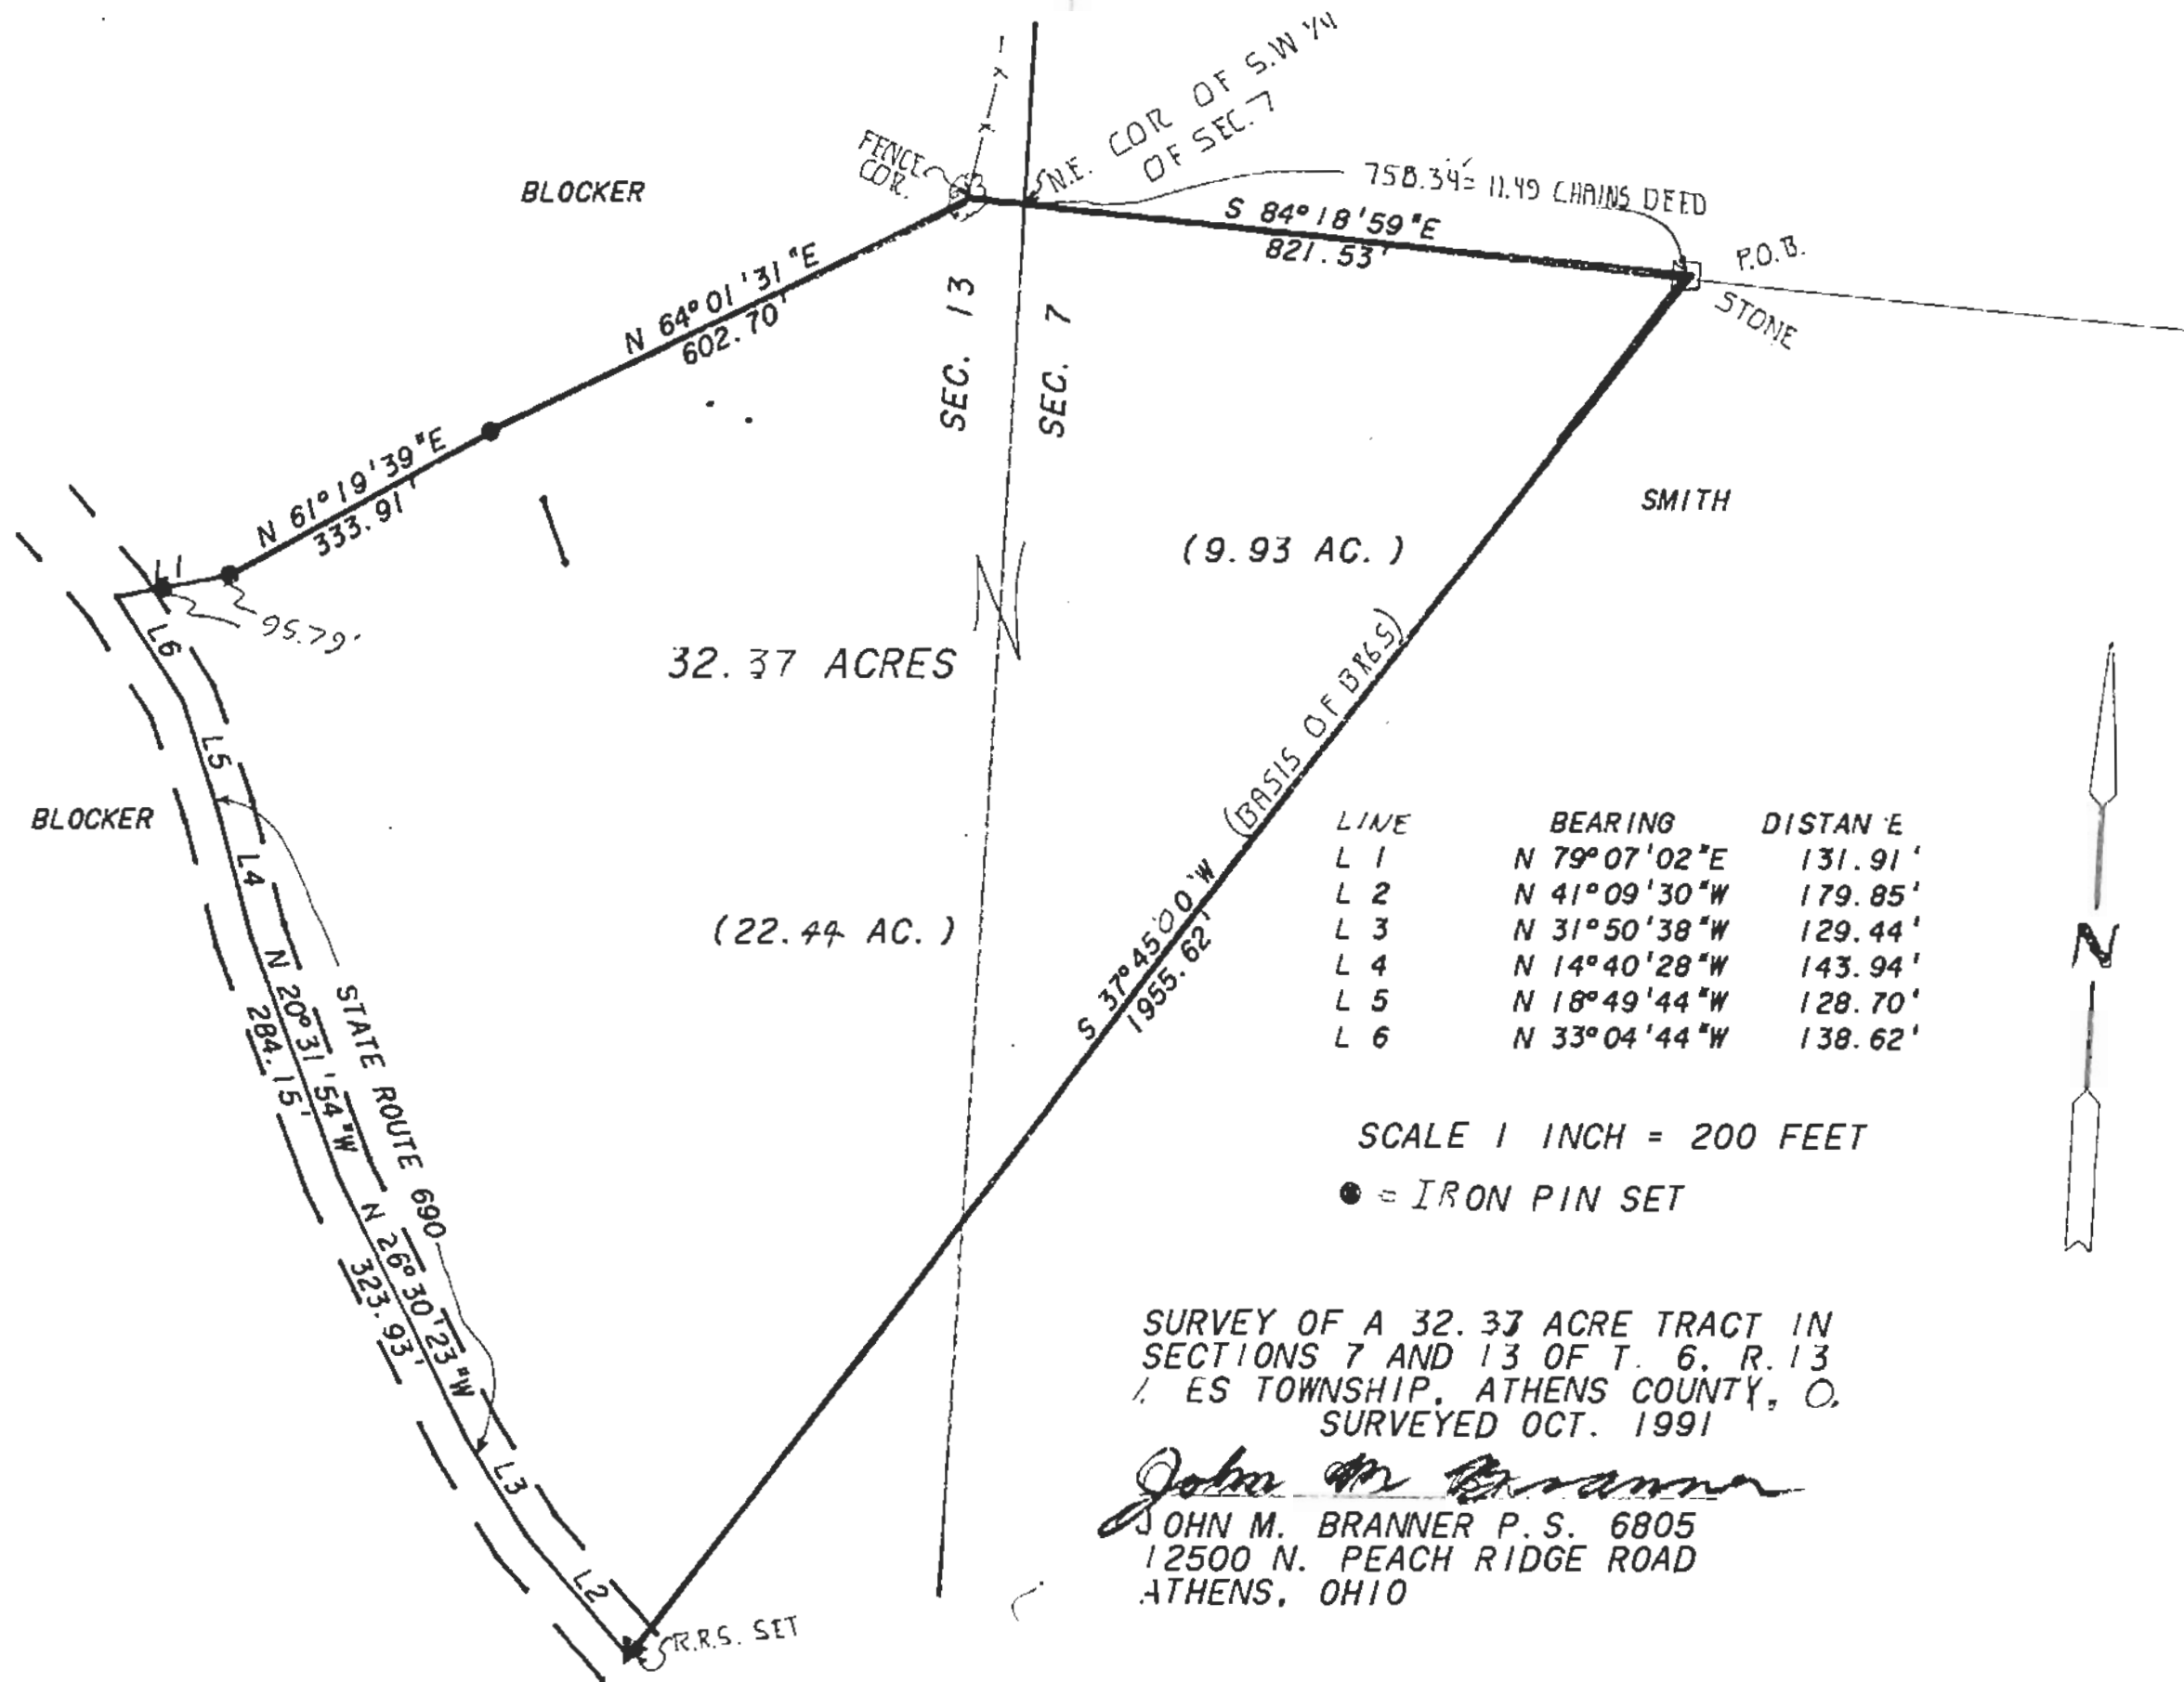 N.E. COR OF S.W 1/4
OF SEC. 7
FENCE
COR.
BLOCKER
758.34' = 11.49 CHAINS DEED
S 84°18'59"E
821.53'
P.O.B.
STONE
N 64°01'31"E
602.70'
SEC. 13
SEC. 7
N 61°19'39"E
333.91'
SMITH
(9.93 AC.)
L1
95.79'
L6
32.37 ACRES
(BASIS OF BRGS)
L5
BLOCKER
L4
(22.44 AC.)
S 37°45'00"W
1955.62'
LINE BEARING DISTAN E
L 1 N 79°07'02"E 131.91'
L 2 N 41°09'30"W 179.85'
L 3 N 31°50'38"W 129.44'
L 4 N 14°40'28"W 143.94'
L 5 N 18°49'44"W 128.70'
L 6 N 33°04'44"W 138.62'
N
N 20°31'54"W
284.15'
STATE ROUTE 690
SCALE 1 INCH = 200 FEET
● = IRON PIN SET
N 26°30'23"W
323.93'
L3
L2
R.R.S. SET
SURVEY OF A 32.37 ACRE TRACT IN
SECTIONS 7 AND 13 OF T. 6, R.13
ES TOWNSHIP, ATHENS COUNTY, O.
SURVEYED OCT. 1991
John M Branner
JOHN M. BRANNER P.S. 6805
12500 N. PEACH RIDGE ROAD
ATHENS, OHIO